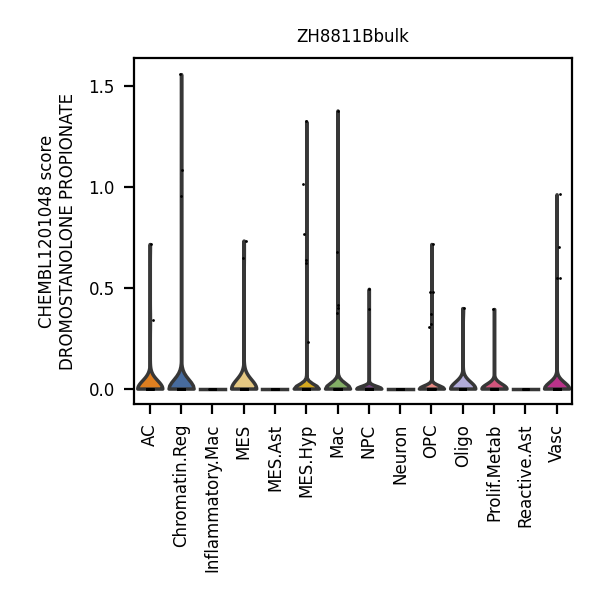 ZH8811Bbulk
CHEMBL1201048 score
DROMOSTANOLONE PROPIONATE
1.5
1.0
0.5
0.0
AC
Chromatin.Reg
Inflammatory.Mac
MES
MES.Ast
MES.Hyp
Mac
NPC
Neuron
OPC
Oligo
Prolif.Metab
Reactive.Ast
Vasc